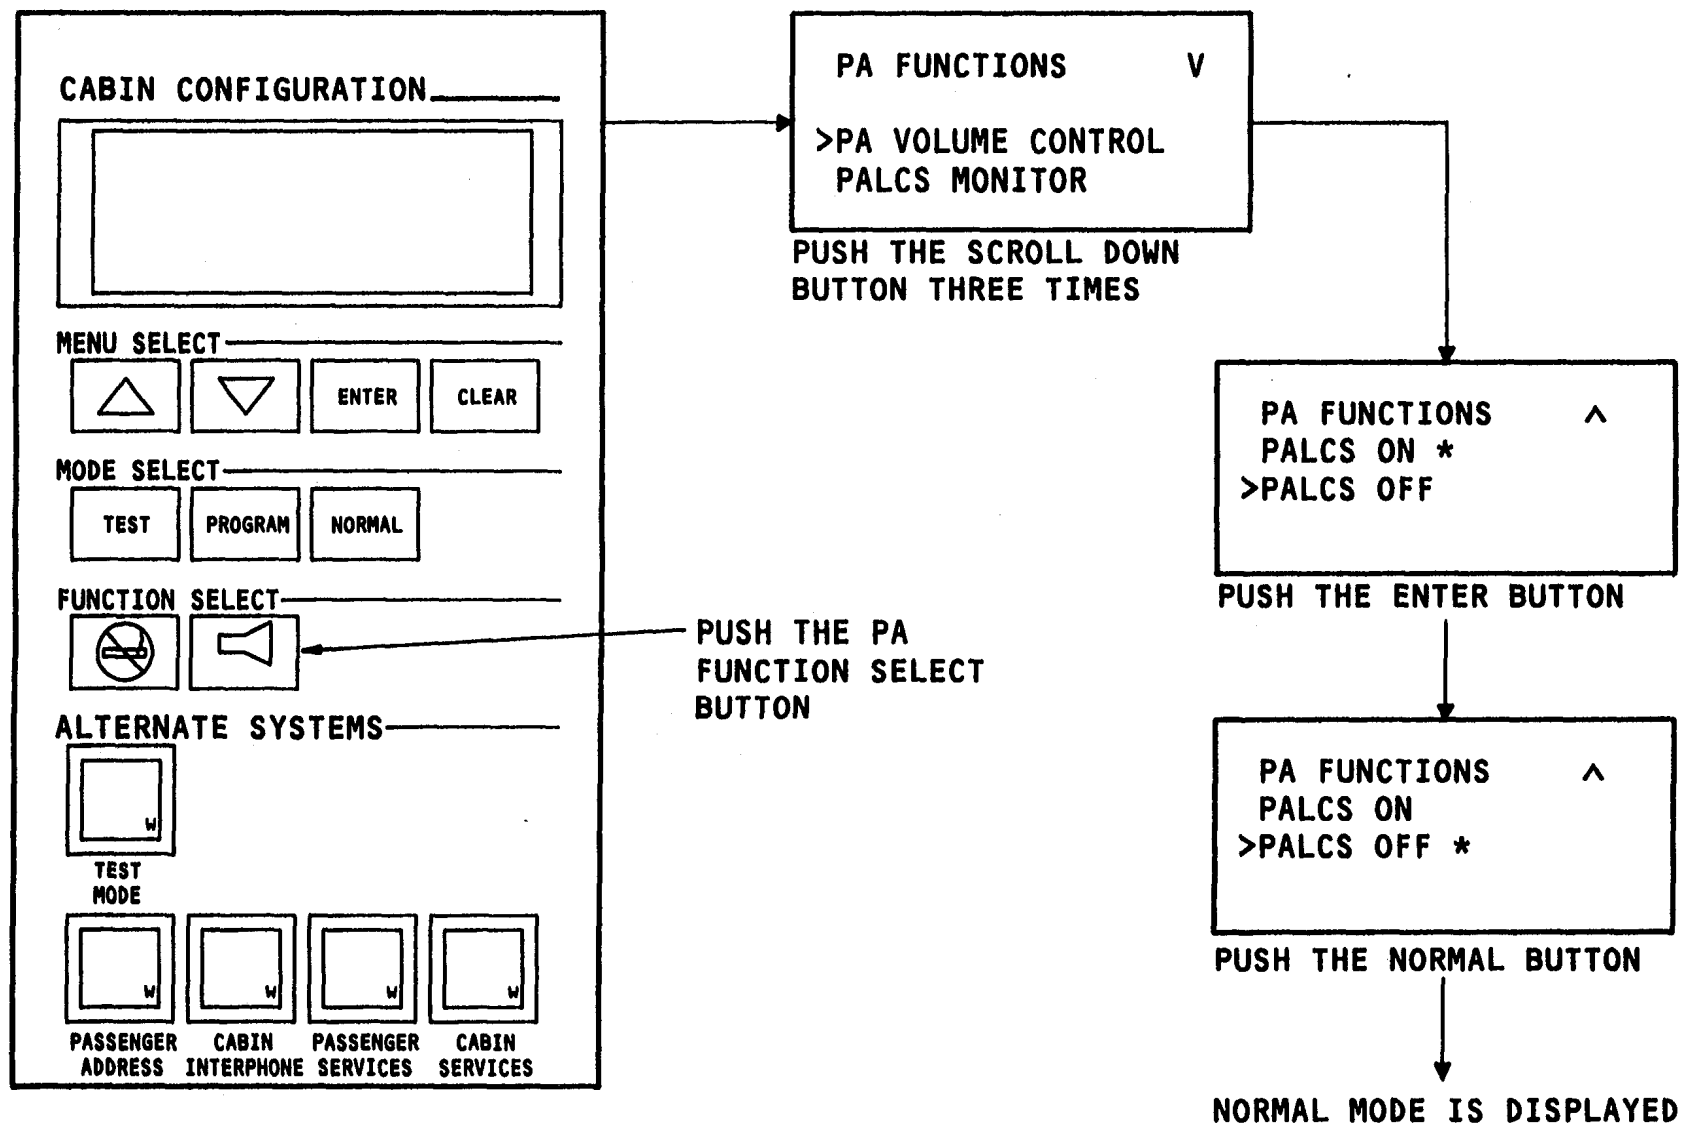 CABIN CONFIGURATION
MENU SELECT
ENTER
CLEAR
MODE SELECT
TEST
PROGRAM
NORMAL
FUNCTION SELECT
ALTERNATE SYSTEMS
W
TEST
MODE
W
W
W
W
PASSENGER
ADDRESS
CABIN
INTERPHONE
PASSENGER
SERVICES
CABIN
SERVICES
PUSH THE PA
FUNCTION SELECT
BUTTON
PA FUNCTIONS V
>PA VOLUME CONTROL
PALCS MONITOR
PUSH THE SCROLL DOWN
BUTTON THREE TIMES
PA FUNCTIONS ^
PALCS ON *
>PALCS OFF
PUSH THE ENTER BUTTON
PA FUNCTIONS ^
PALCS ON
>PALCS OFF *
PUSH THE NORMAL BUTTON
NORMAL MODE IS DISPLAYED